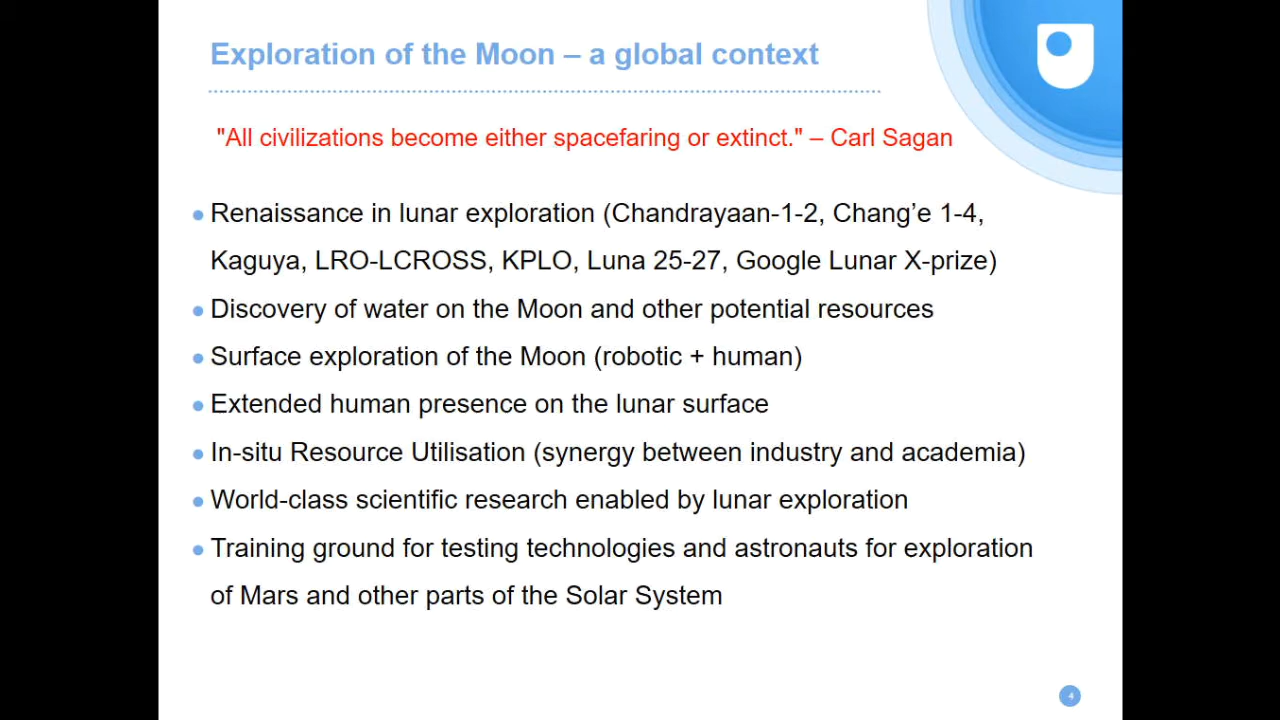 Exploration of the Moon – a global context
"All civilizations become either spacefaring or extinct." – Carl Sagan
Renaissance in lunar exploration (Chandrayaan-1-2, Chang’e 1-4,
Kaguya, LRO-LCROSS, KPLO, Luna 25-27, Google Lunar X-prize)
Discovery of water on the Moon and other potential resources
Surface exploration of the Moon (robotic + human)
Extended human presence on the lunar surface
In-situ Resource Utilisation (synergy between industry and academia)
World-class scientific research enabled by lunar exploration
Training ground for testing technologies and astronauts for exploration
of Mars and other parts of the Solar System
4